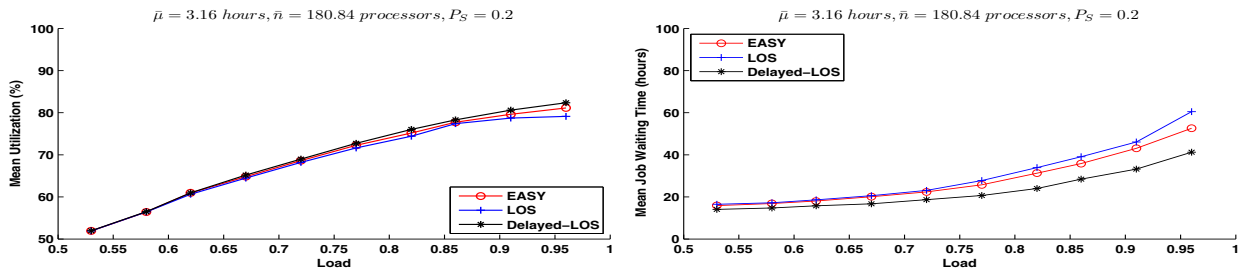 μ̄ = 3.16 hours, n̄ = 180.84 processors, P_S = 0.2
Mean Utilization (%)
100
90
80
70
60
50
0.5 0.55 0.6 0.65 0.7 0.75 0.8 0.85 0.9 0.95 1
Load
EASY
LOS
Delayed−LOS
μ̄ = 3.16 hours, n̄ = 180.84 processors, P_S = 0.2
Mean Job Waiting Time (hours)
100
80
60
40
20
0
0.5 0.55 0.6 0.65 0.7 0.75 0.8 0.85 0.9 0.95 1
Load
EASY
LOS
Delayed−LOS